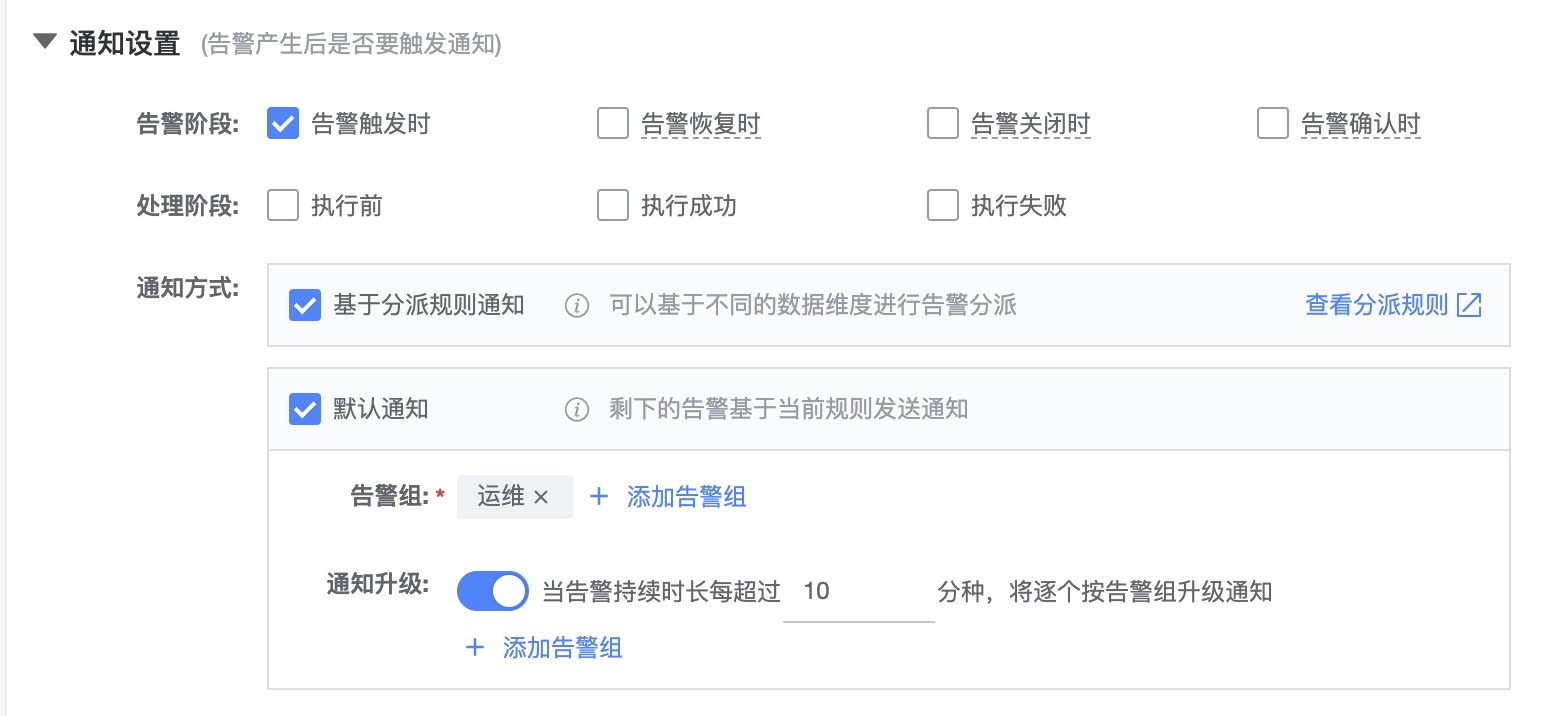 通知设置 (告警产生后是否要触发通知)
告警阶段: 告警触发时 告警恢复时 告警关闭时 告警确认时
处理阶段: 执行前 执行成功 执行失败
通知方式: 基于分派规则通知 可以基于不同的数据维度进行告警分派 查看分派规则
默认通知 剩下的告警基于当前规则发送通知
告警组:* 运维 × + 添加告警组
通知升级: 当告警持续时长每超过 10 分种，将逐个按告警组升级通知
+ 添加告警组